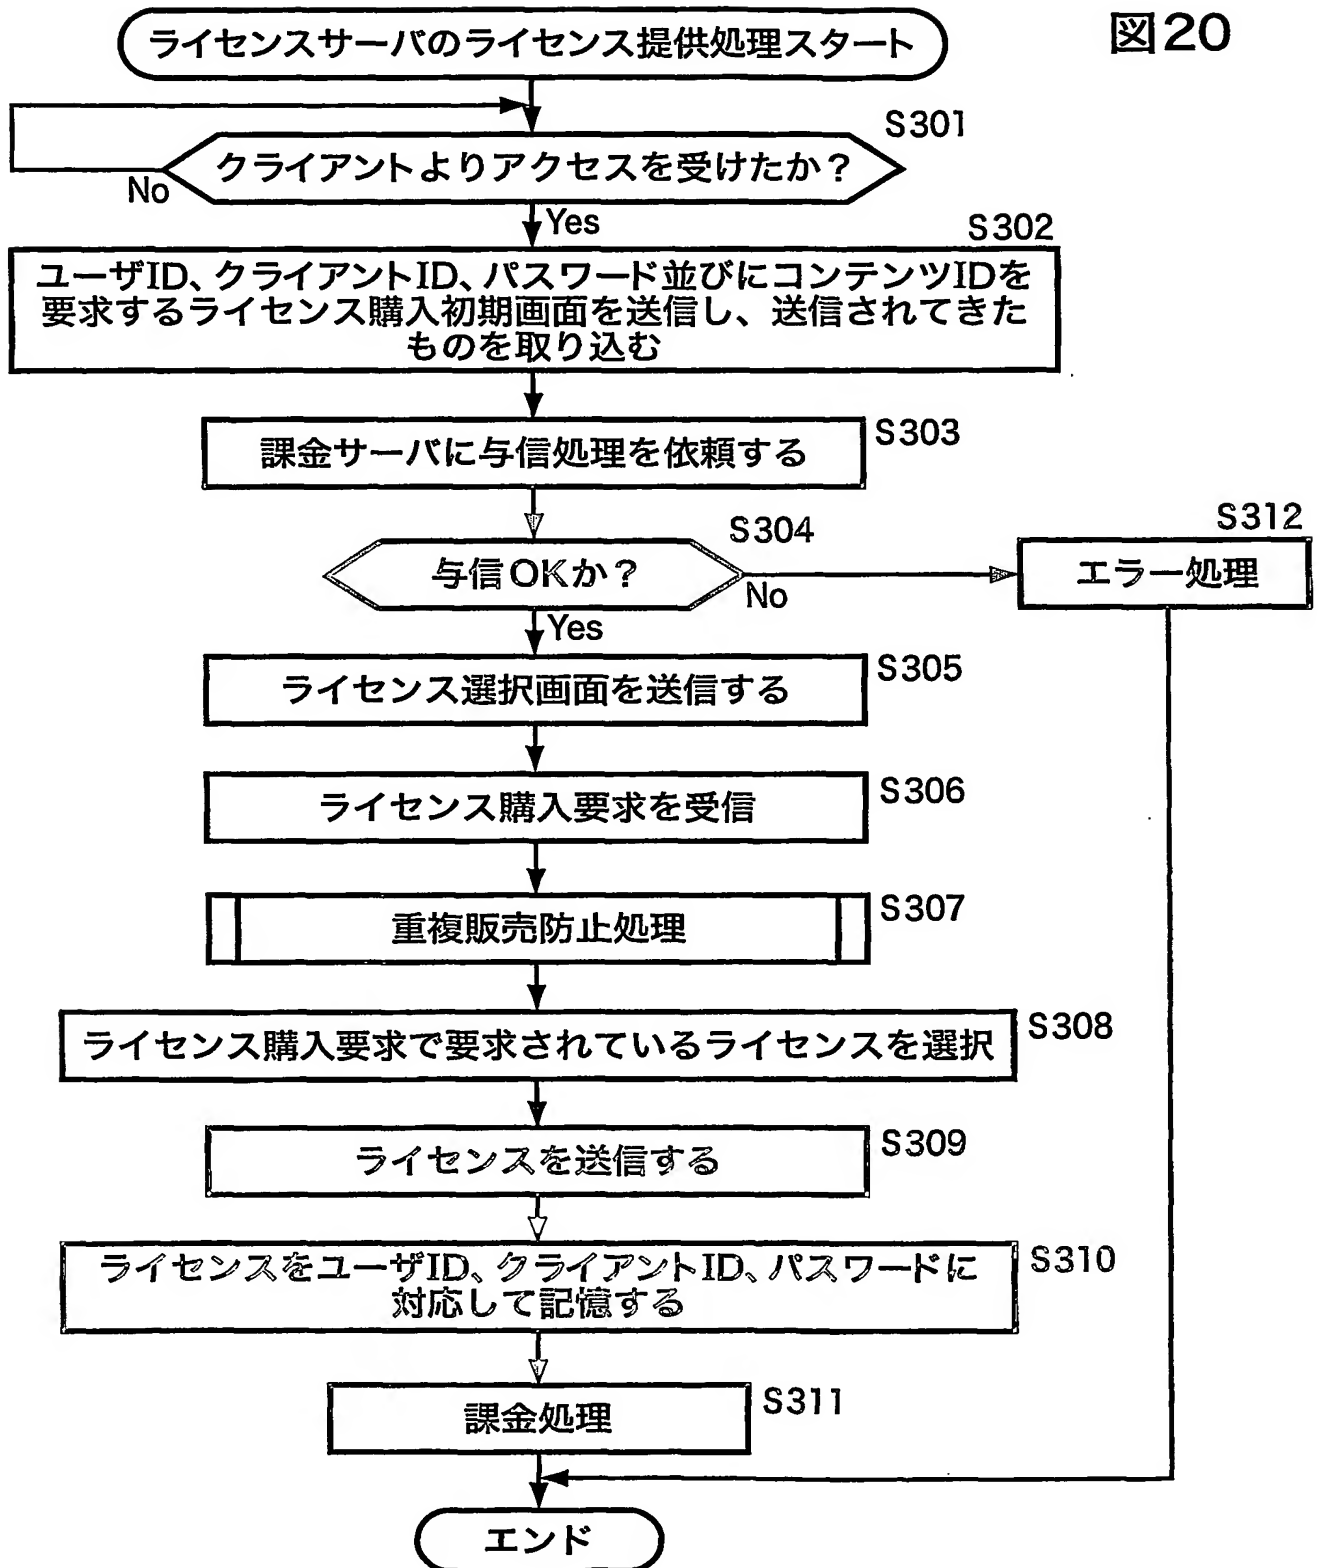 図20
ライセンスサーバのライセンス提供処理スタート
S301
クライアントよりアクセスを受けたか?
No
Yes
S302
ユーザID、クライアントID、パスワード並びにコンテンツIDを
要求するライセンス購入初期画面を送信し、送信されてきた
ものを取り込む
S303
課金サーバに与信処理を依頼する
S304
与信OKか?
No
S312
エラー処理
Yes
S305
ライセンス選択画面を送信する
S306
ライセンス購入要求を受信
S307
重複販売防止処理
S308
ライセンス購入要求で要求されているライセンスを選択
S309
ライセンスを送信する
S310
ライセンスをユーザID、クライアントID、パスワードに
対応して記憶する
S311
課金処理
エンド